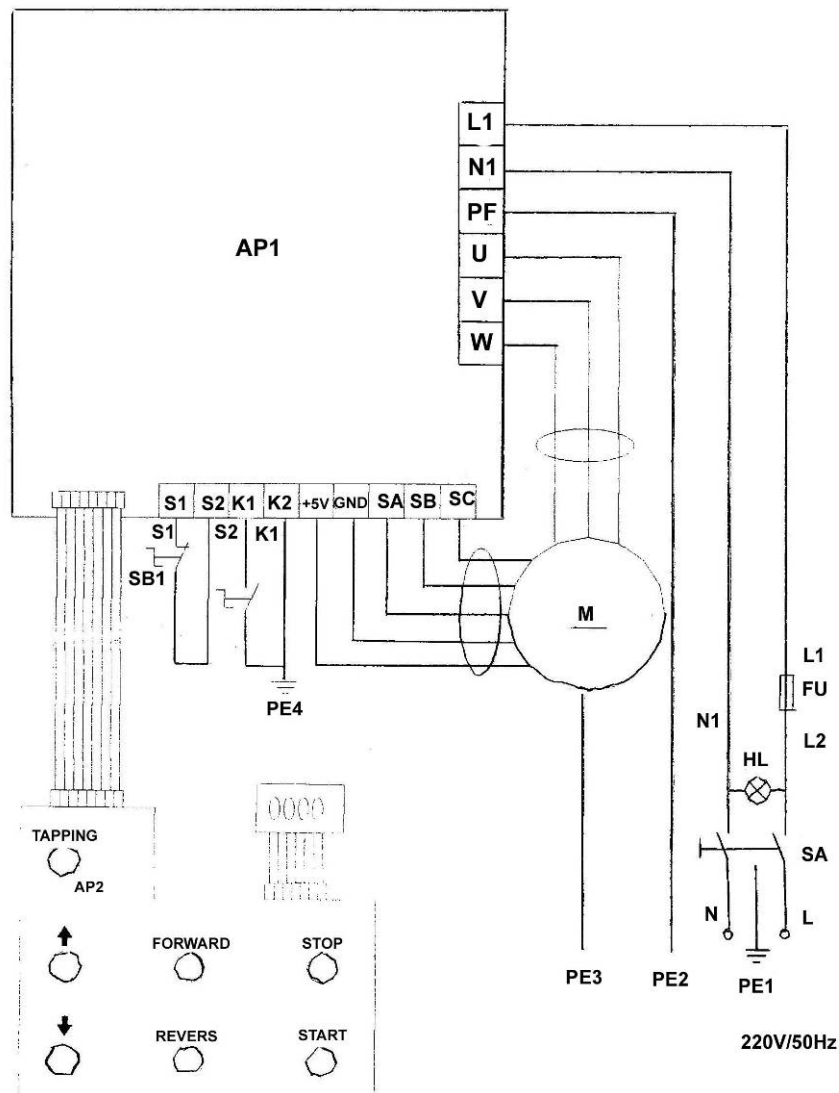 L1
N1
PF
U
V
W
AP1
S1 S2 K1 K2 +5V GND SA SB SC
S1 S2 K1
SB1
M
PE4
L1
FU
N1
L2
HL
0000
TAPPING
AP2
SA
N L
FORWARD STOP
PE3 PE2 PE1
REVERS START
220V/50Hz